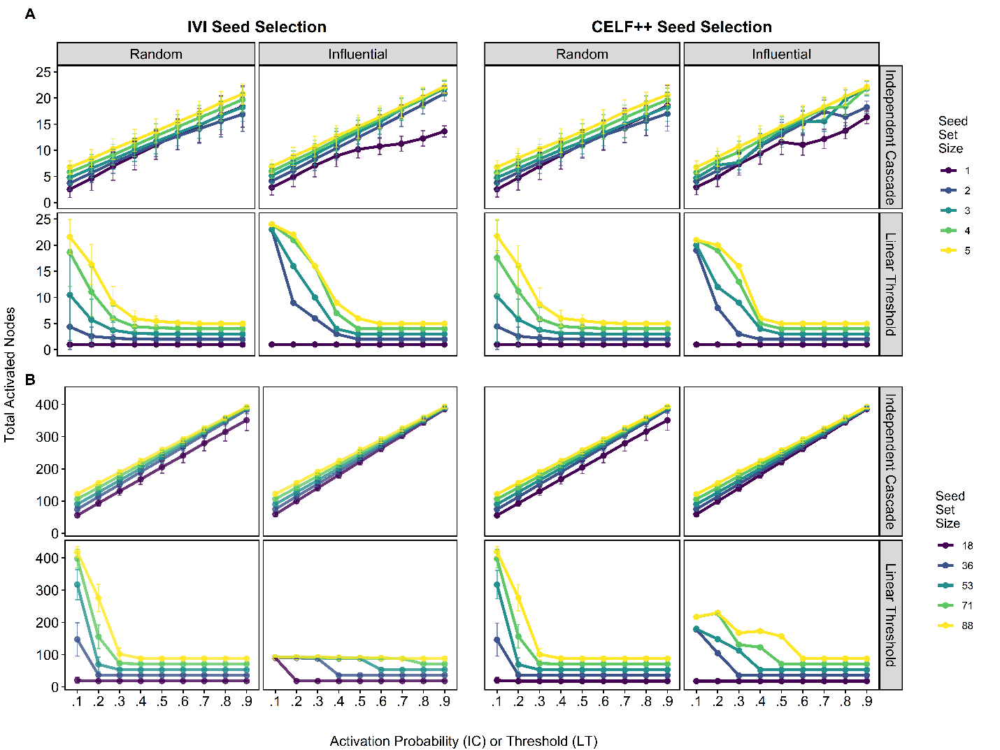 A
IVI Seed Selection
CELF++ Seed Selection
Random
Influential
Random
Influential
25
20
15
10
5
0
Independent Cascade
25
20
15
10
5
0
Linear Threshold
Seed
Set
Size
1
2
3
4
5
Total Activated Nodes
B
400
300
200
100
0
Independent Cascade
400
300
200
100
0
Linear Threshold
Seed
Set
Size
18
36
53
71
88
.1 .2 .3 .4 .5 .6 .7 .8 .9
.1 .2 .3 .4 .5 .6 .7 .8 .9
.1 .2 .3 .4 .5 .6 .7 .8 .9
.1 .2 .3 .4 .5 .6 .7 .8 .9
Activation Probability (IC) or Threshold (LT)